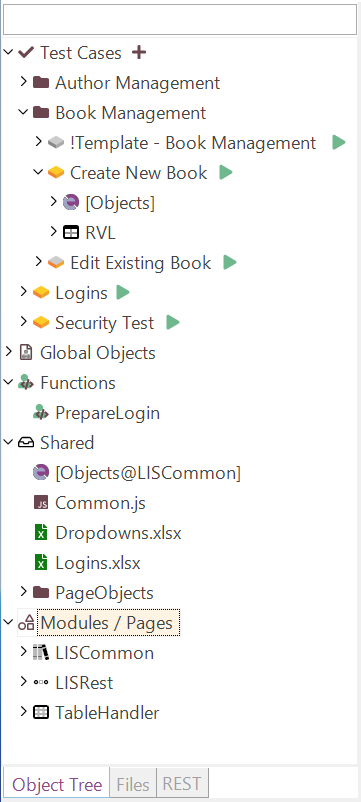 Test Cases
Author Management
Book Management
!Template - Book Management
Create New Book
[Objects]
RVL
Edit Existing Book
Logins
Security Test
Global Objects
Functions
PrepareLogin
Shared
[Objects@LISCommon]
JS Common.js
Dropdowns.xlsx
Logins.xlsx
PageObjects
Modules / Pages
LISCommon
LISRest
TableHandler
Object Tree Files REST